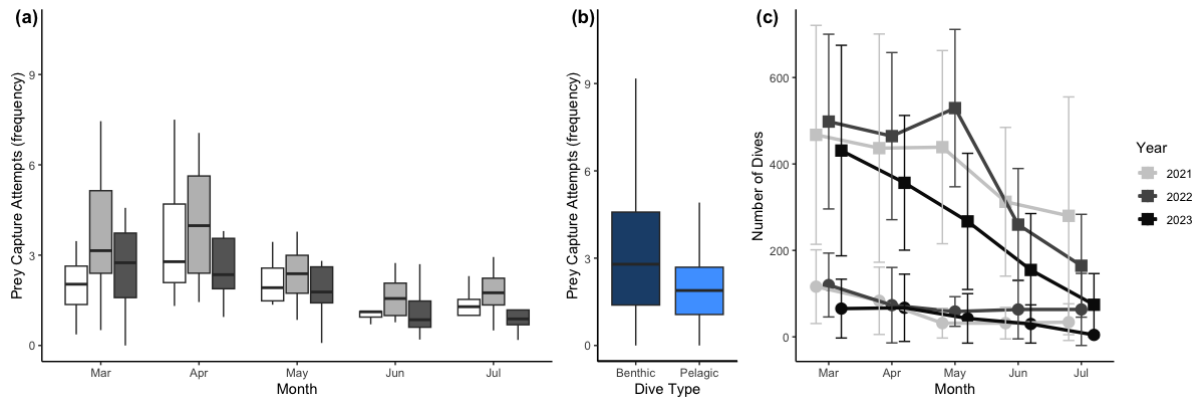 (a)
Prey Capture Attempts (frequency)
9
6
3
0
Mar Apr May Jun Jul
Month
(b)
Prey Capture Attempts (frequency)
9
6
3
0
Benthic Pelagic
Dive Type
(c)
Number of Dives
600
400
200
0
Mar Apr May Jun Jul
Month
Year
2021
2022
2023